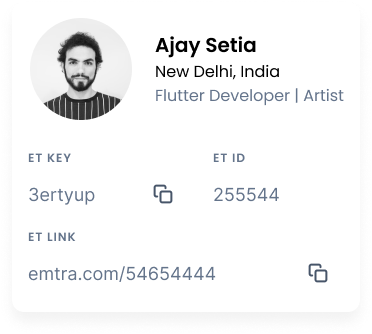 Ajay Setia
New Delhi, India
Flutter Developer | Artist
ET KEY
3ertyup
ET ID
255544
ET LINK
emtra.com/54654444